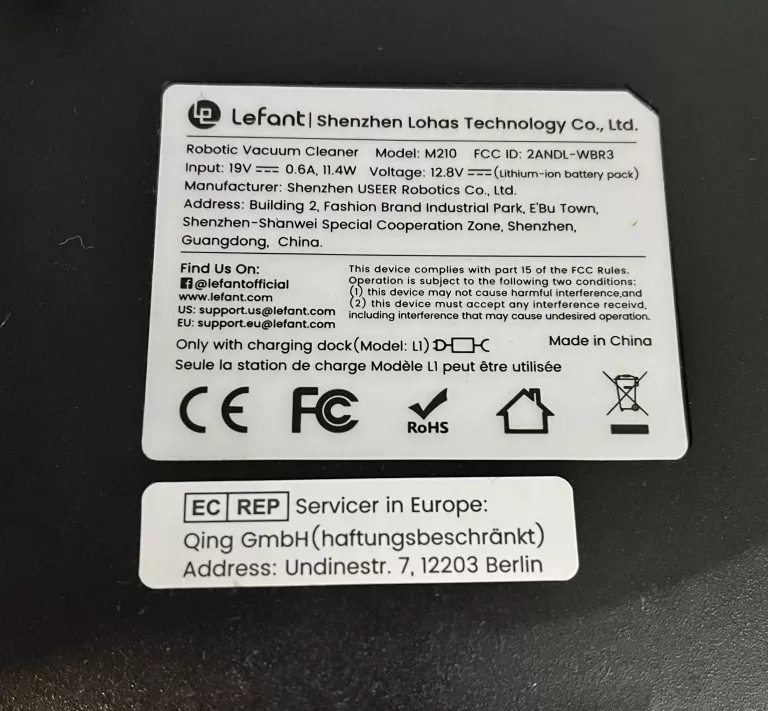 Lefant | Shenzhen Lohas Technology Co., Ltd.
Robotic Vacuum Cleaner Model: M210 FCC ID: 2ANDL-WBR3
Input: 19V ⎓ 0.6A, 11.4W Voltage: 12.8V ⎓ (Lithium-ion battery pack)
Manufacturer: Shenzhen USEER Robotics Co., Ltd.
Address: Building 2, Fashion Brand Industrial Park, E'Bu Town,
Shenzhen-Shanwei Special Cooperation Zone, Shenzhen,
Guangdong, China.
Find Us On:
@lefantofficial
www.lefant.com
US: support.us@lefant.com
EU: support.eu@lefant.com
This device complies with part 15 of the FCC Rules.
Operation is subject to the following two conditions:
(1) this device may not cause harmful interference,and
(2) this device must accept any interference receivd,
including interference that may cause undesired operation.
Only with charging dock(Model: L1)
Made in China
Seule la station de charge Modèle L1 peut être utilisée
CE FC RoHS
EC REP Servicer in Europe:
Qing GmbH(haftungsbeschränkt)
Address: Undinestr. 7, 12203 Berlin